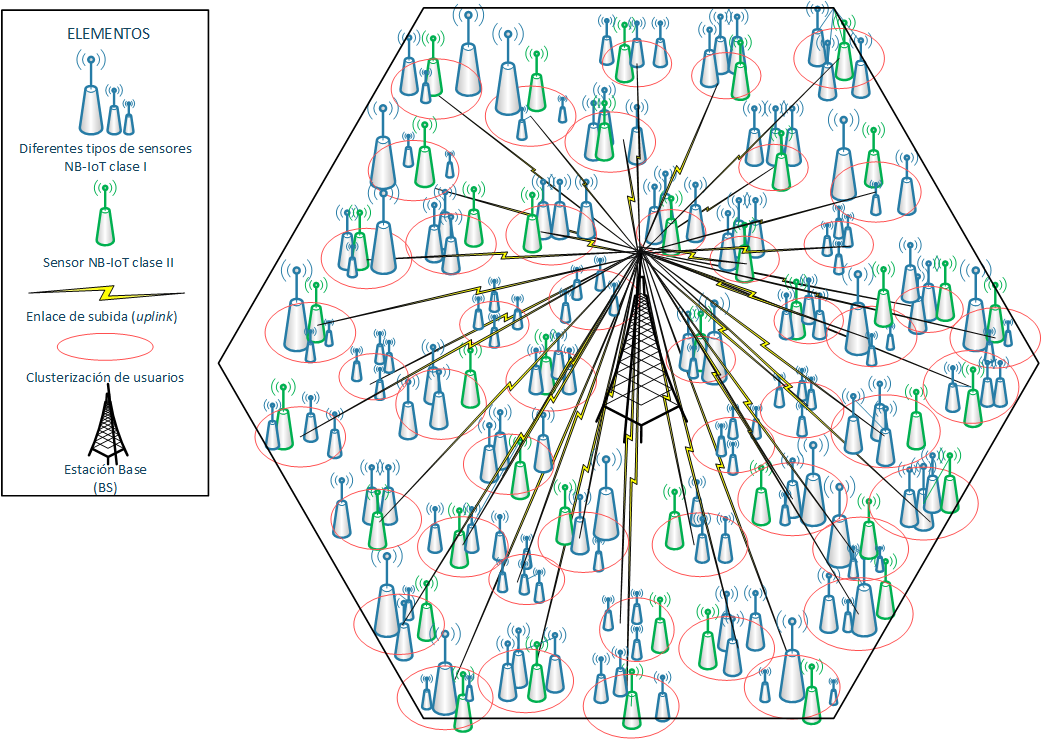 ELEMENTOS
Diferentes tipos de sensores
NB-IoT clase I
Sensor NB-IoT clase II
Enlace de subida (uplink)
Clusterización de usuarios
Estación Base
(BS)